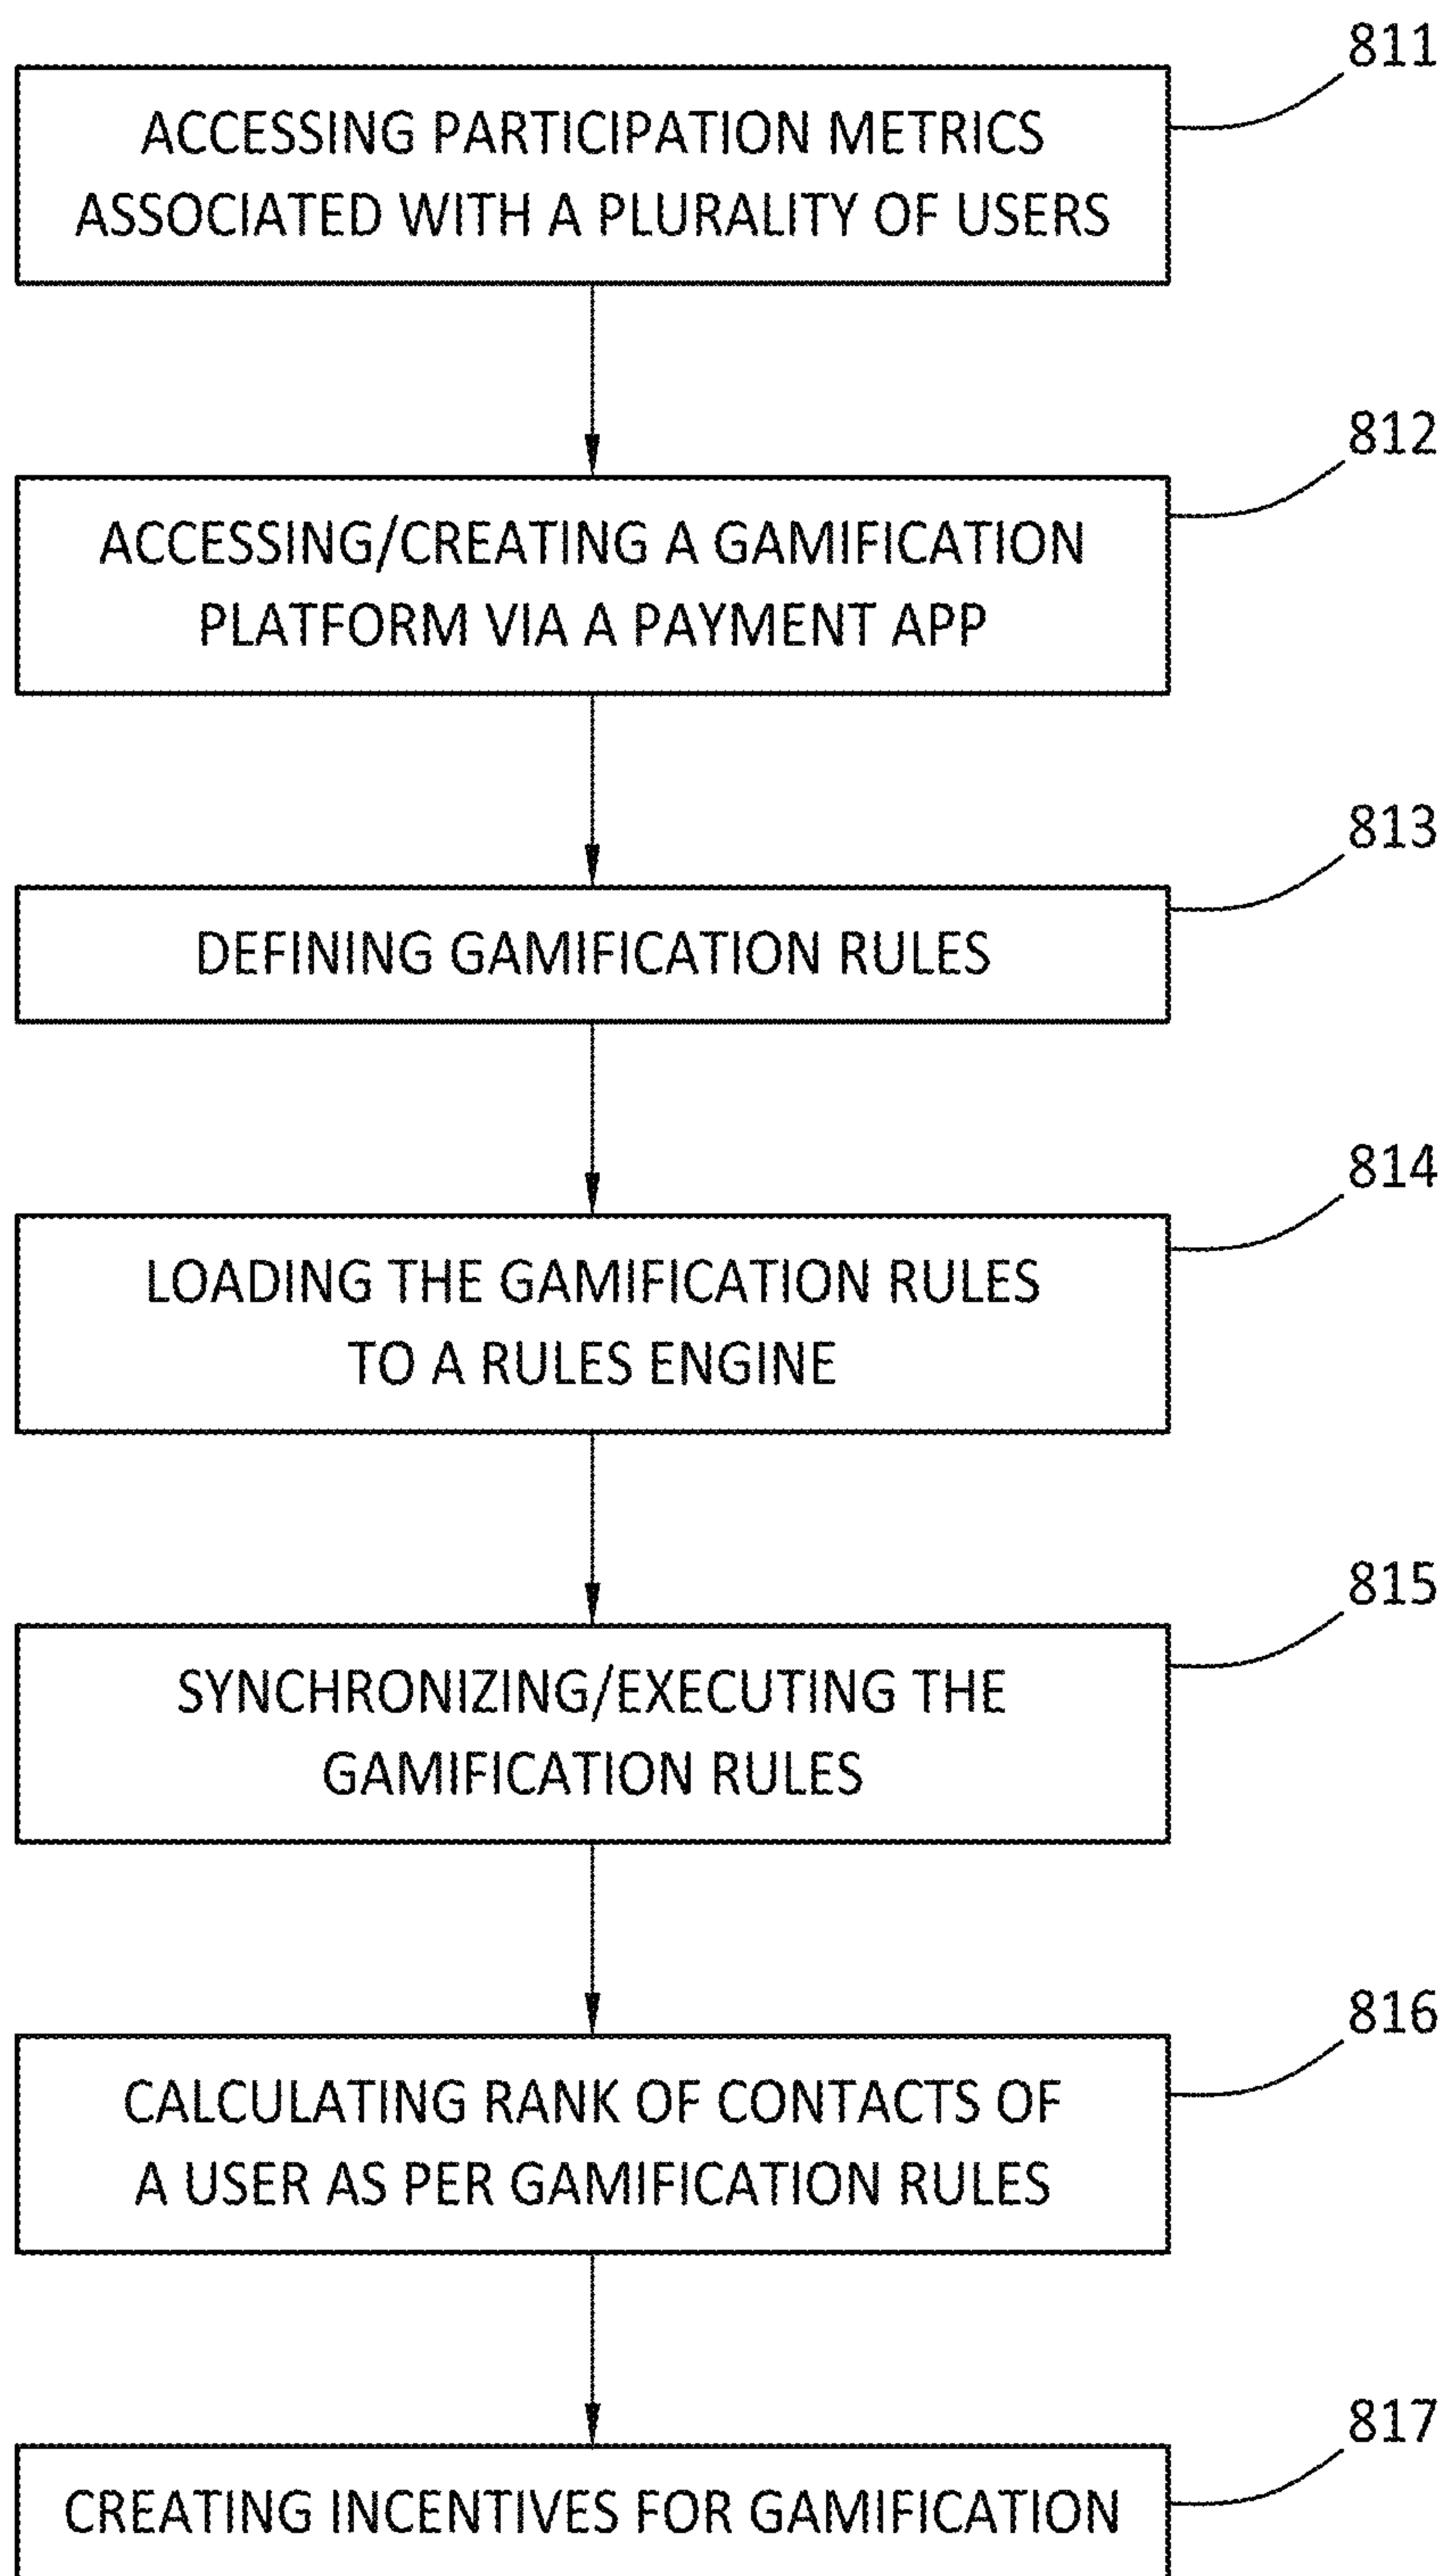 811
ACCESSING PARTICIPATION METRICS
ASSOCIATED WITH A PLURALITY OF USERS
812
ACCESSING/CREATING A GAMIFICATION
PLATFORM VIA A PAYMENT APP
813
DEFINING GAMIFICATION RULES
814
LOADING THE GAMIFICATION RULES
TO A RULES ENGINE
815
SYNCHRONIZING/EXECUTING THE
GAMIFICATION RULES
816
CALCULATING RANK OF CONTACTS OF
A USER AS PER GAMIFICATION RULES
817
CREATING INCENTIVES FOR GAMIFICATION